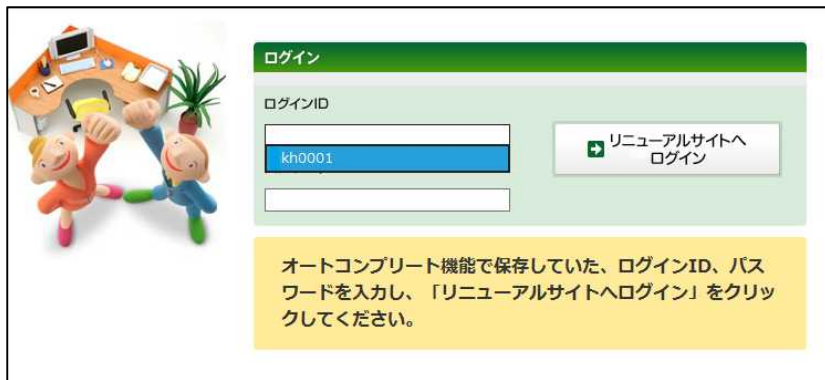 ログイン
ログインID
kh0001
リニューアルサイトへ
ログイン
オートコンプリート機能で保存していた、ログインID、パス
ワードを入力し、「リニューアルサイトへログイン」をクリッ
クしてください。